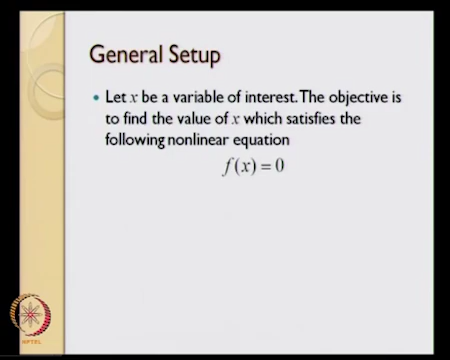 General Setup
• Let x be a variable of interest. The objective is
to find the value of x which satisfies the
following nonlinear equation
f(x) = 0
NPTEL